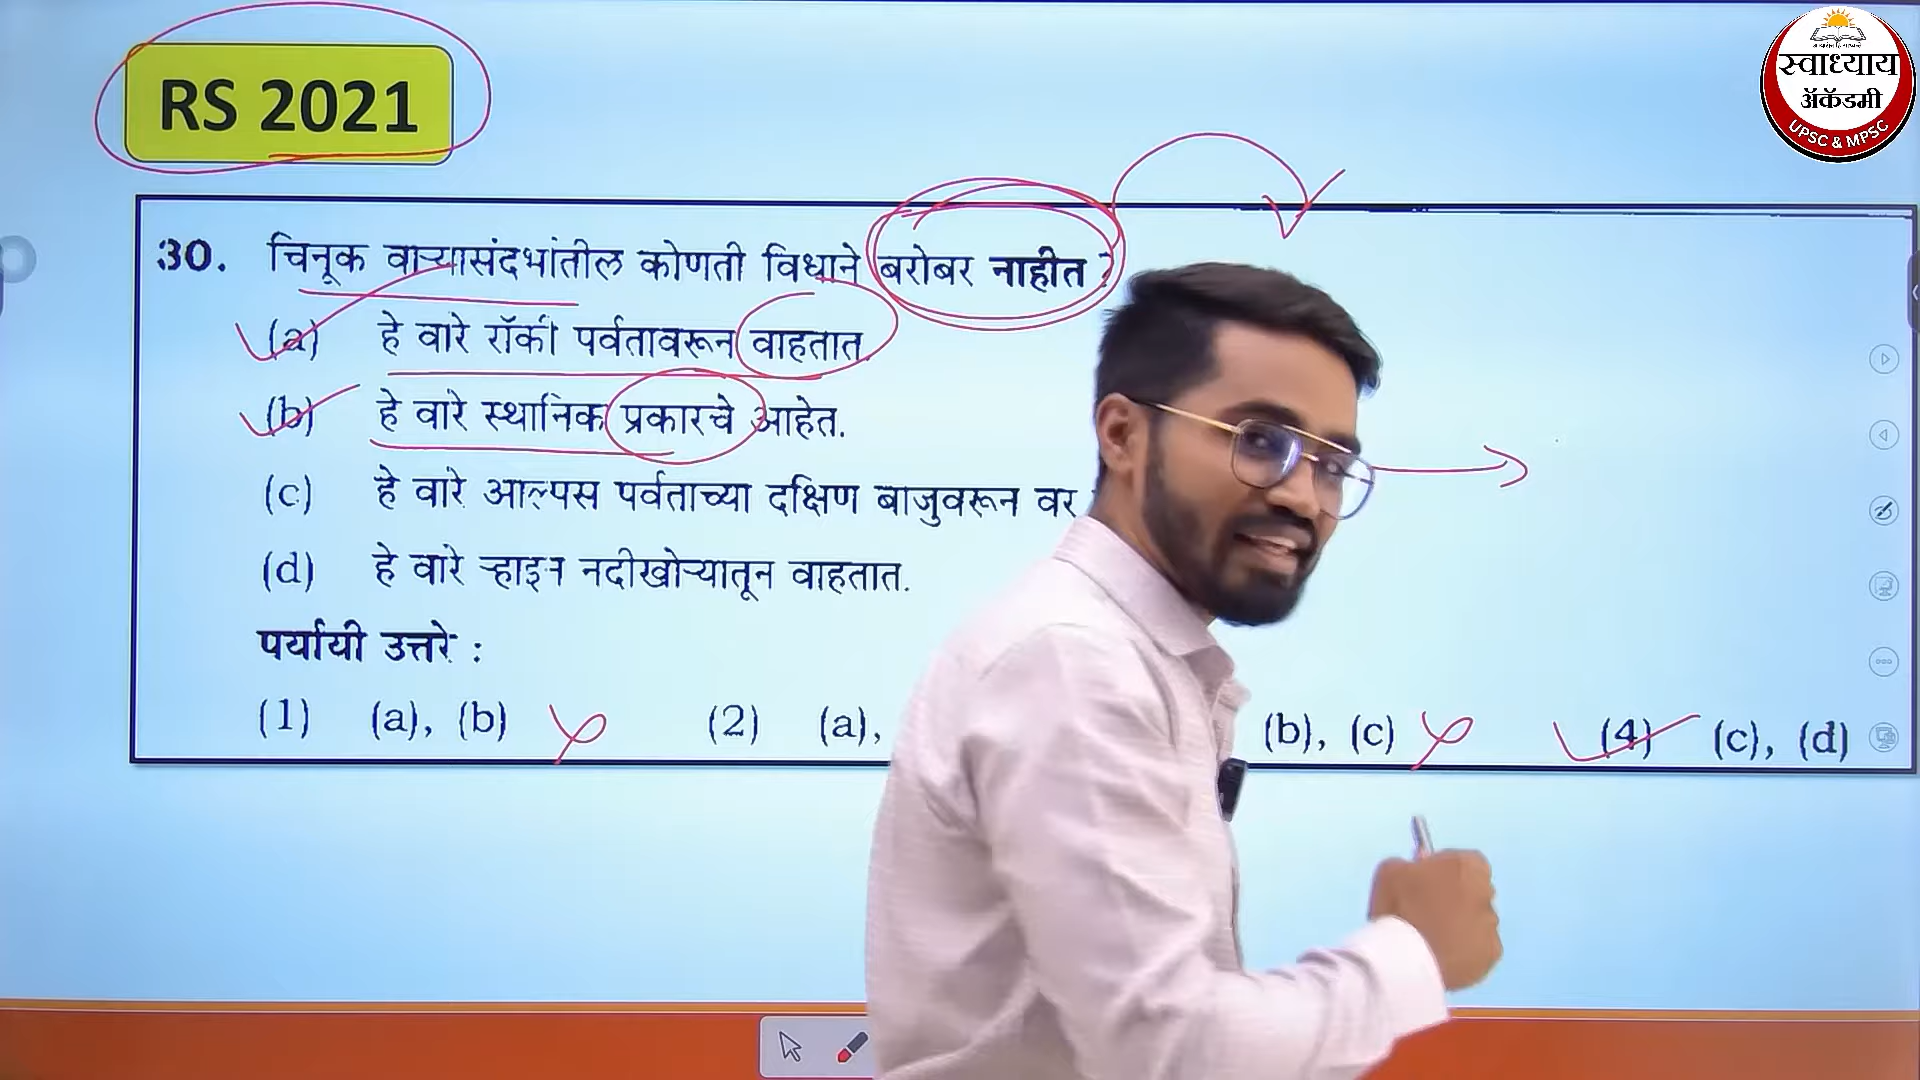 RS 2021
स्वाध्याय
अ‍ॅकॅडमी
UPSC & MPSC
30. चिनूक वाऱ्यासंदर्भातील कोणती विधाने बरोबर नाहीत ?
(a) हे वारे रॉकी पर्वतावरून वाहतात.
(b) हे वारे स्थानिक प्रकारचे आहेत.
(c) हे वारे आल्पस पर्वताच्या दक्षिण बाजुवरून वर
(d) हे वारे ऱ्हाइन नदीखोऱ्यातून वाहतात.
पर्यायी उत्तरे :
(1) (a), (b) (2) (a), (b), (c) (4) (c), (d)